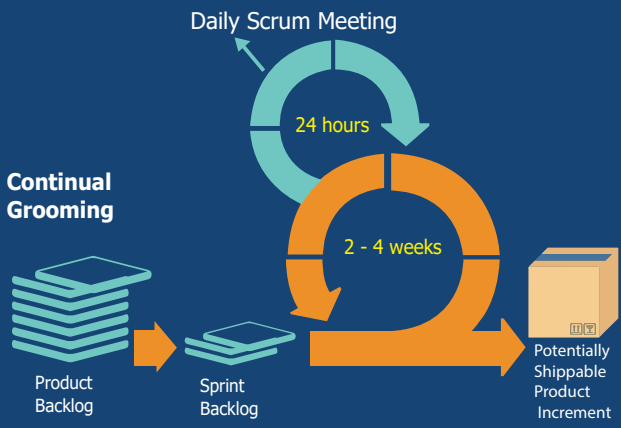 Daily Scrum Meeting
24 hours
Continual
Grooming
2 - 4 weeks
Product
Backlog
Sprint
Backlog
Potentially
Shippable
Product
Increment